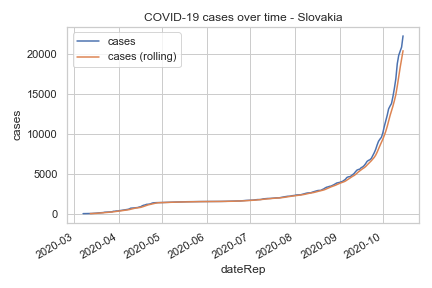 COVID-19 cases over time - Slovakia
cases
cases (rolling)
20000
15000
10000
5000
0
cases
2020-03
2020-04
2020-05
2020-06
2020-07
2020-08
2020-09
2020-10
dateRep